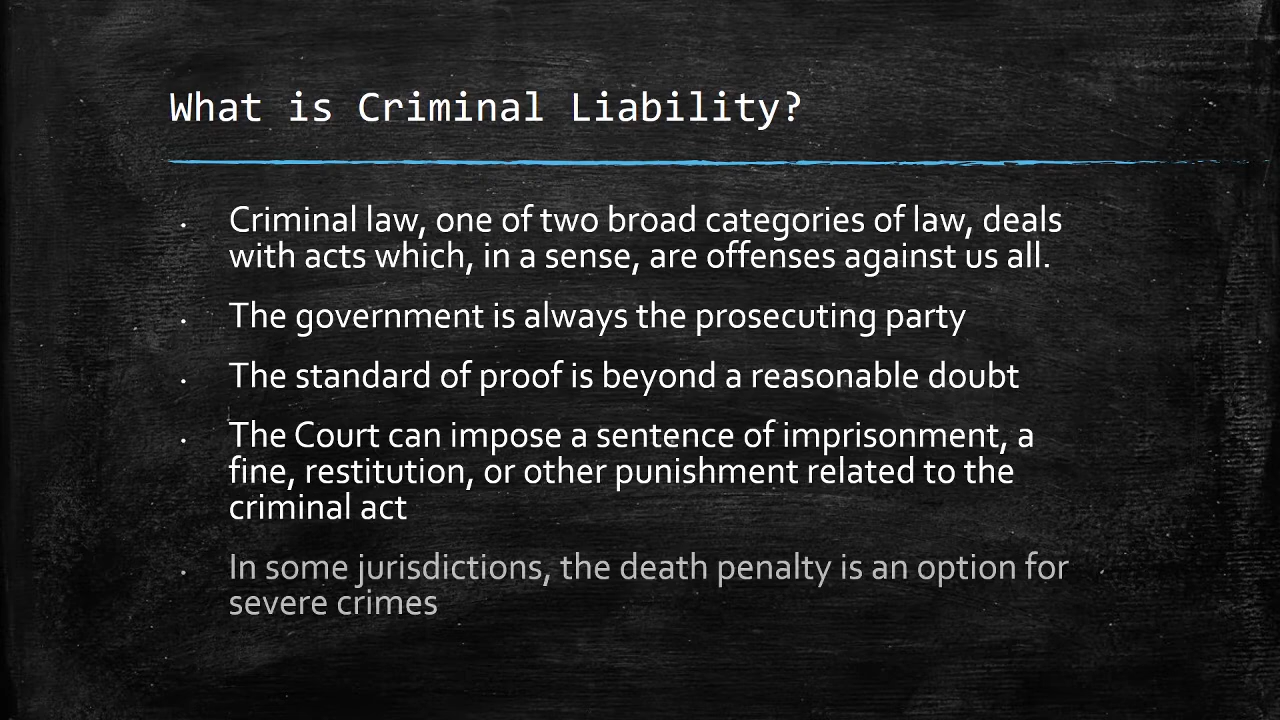 What is Criminal Liability?
Criminal law, one of two broad categories of law, deals
with acts which, in a sense, are offenses against us all.
The government is always the prosecuting party
The standard of proof is beyond a reasonable doubt
The Court can impose a sentence of imprisonment, a
fine, restitution, or other punishment related to the
criminal act
In some jurisdictions, the death penalty is an option for
severe crimes